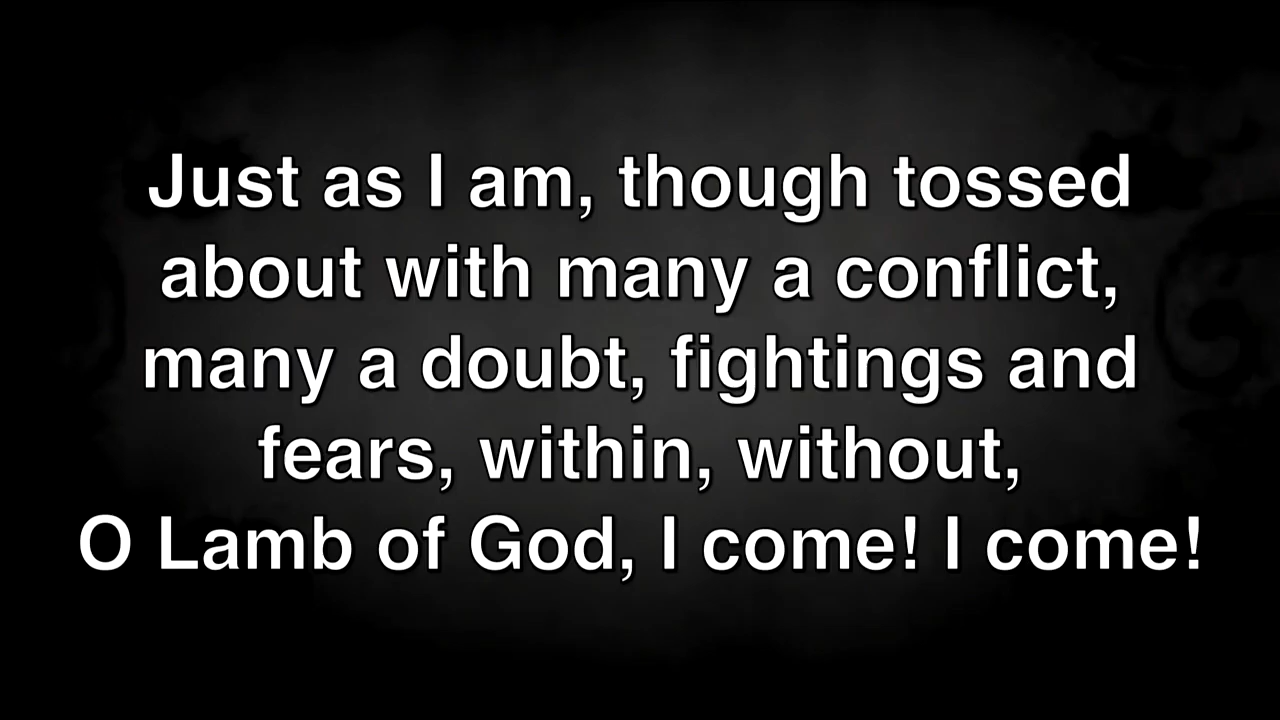 Just as I am, though tossed
about with many a conflict,
many a doubt, fightings and
fears, within, without,
O Lamb of God, I come! I come!